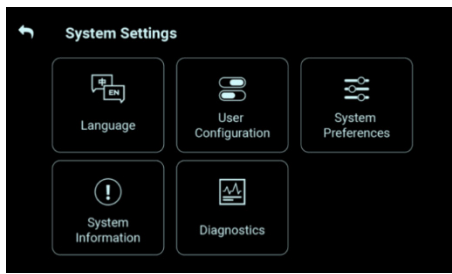 System Settings
中
EN
Language
User
Configuration
System
Preferences
System
Information
Diagnostics